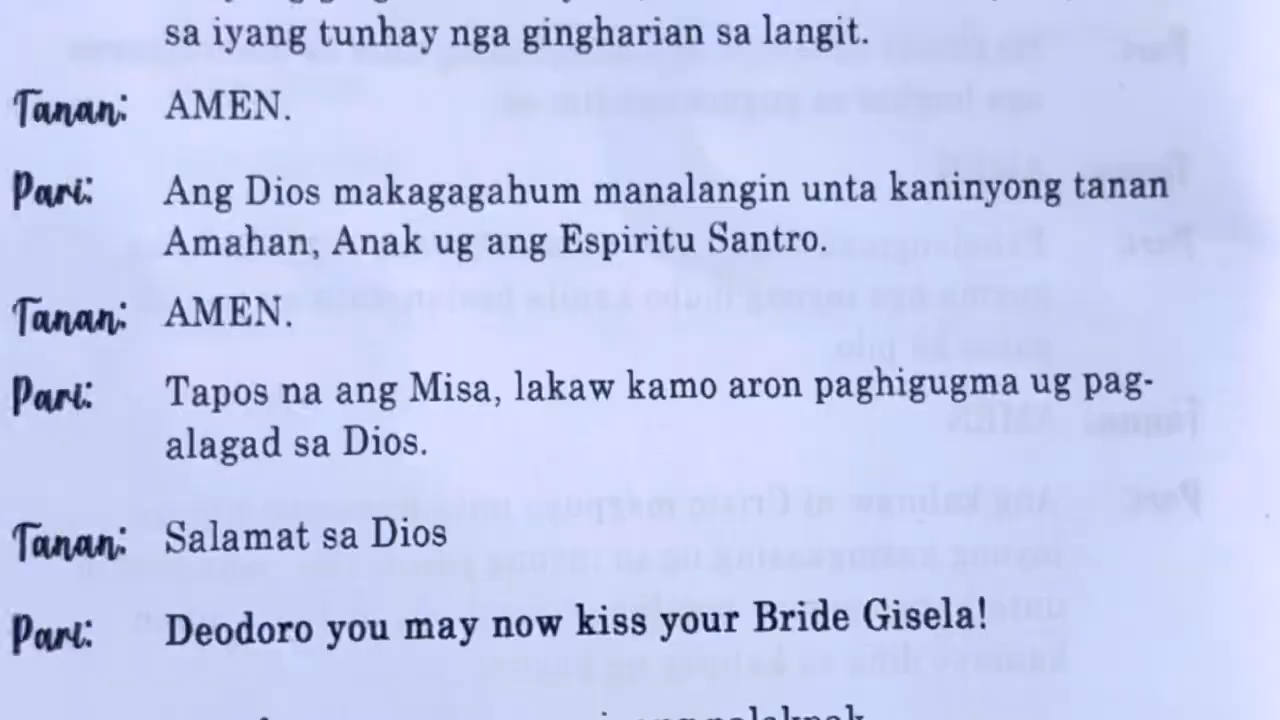 sa iyang tunhay nga gingharian sa langit.
Tanan: AMEN.
Pari: Ang Dios makagagahum manalangin unta kaninyong tanan
Amahan, Anak ug ang Espiritu Santro.
Tanan: AMEN.
Pari: Tapos na ang Misa, lakaw kamo aron paghigugma ug pag-
alagad sa Dios.
Tanan: Salamat sa Dios
Pari: Deodoro you may now kiss your Bride Gisela!